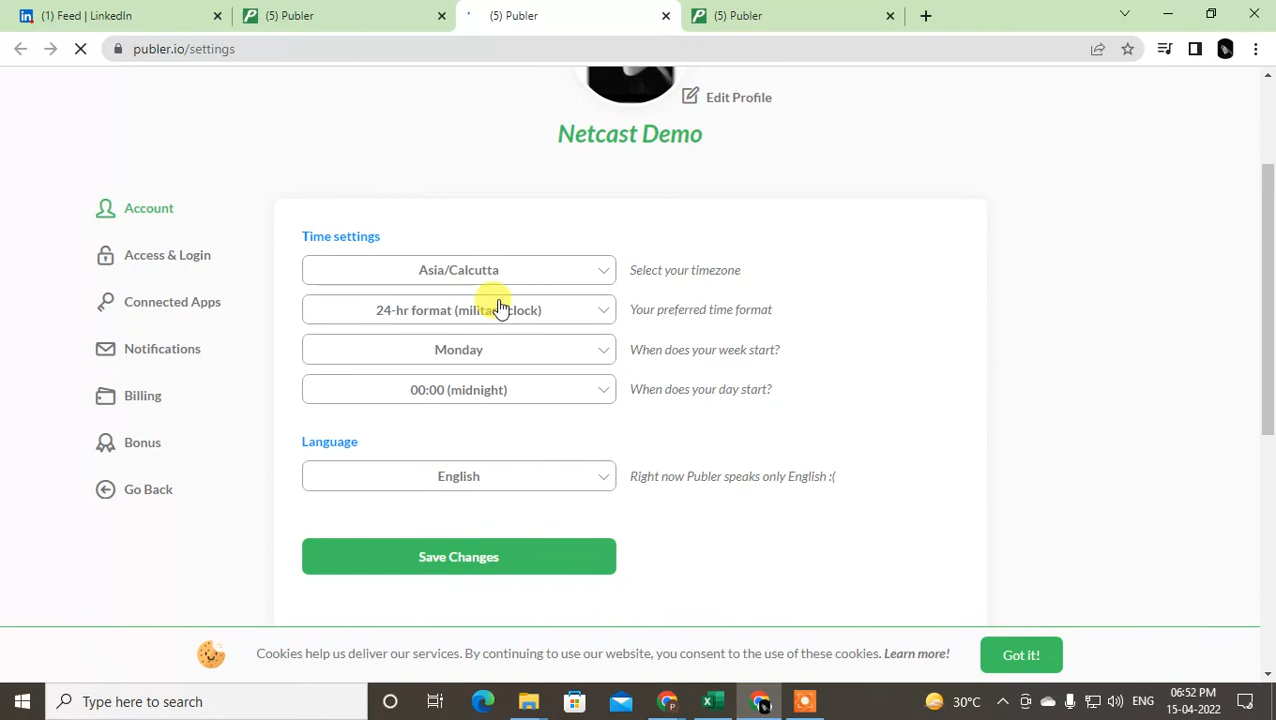 (1) Feed | LinkedIn
(5) Publer
(5) Publer
(5) Publer
publer.io/settings
Edit Profile
Netcast Demo
Account
Access & Login
Connected Apps
Notifications
Billing
Bonus
Go Back
Time settings
Asia/Calcutta
Select your timezone
24-hr format (military clock)
Your preferred time format
Monday
When does your week start?
00:00 (midnight)
When does your day start?
Language
English
Right now Publer speaks only English :(
Save Changes
Cookies help us deliver our services. By continuing to use our website, you consent to the use of these cookies. Learn more!
Got it!
Type here to search
30°C
ENG
06:52 PM
15-04-2022